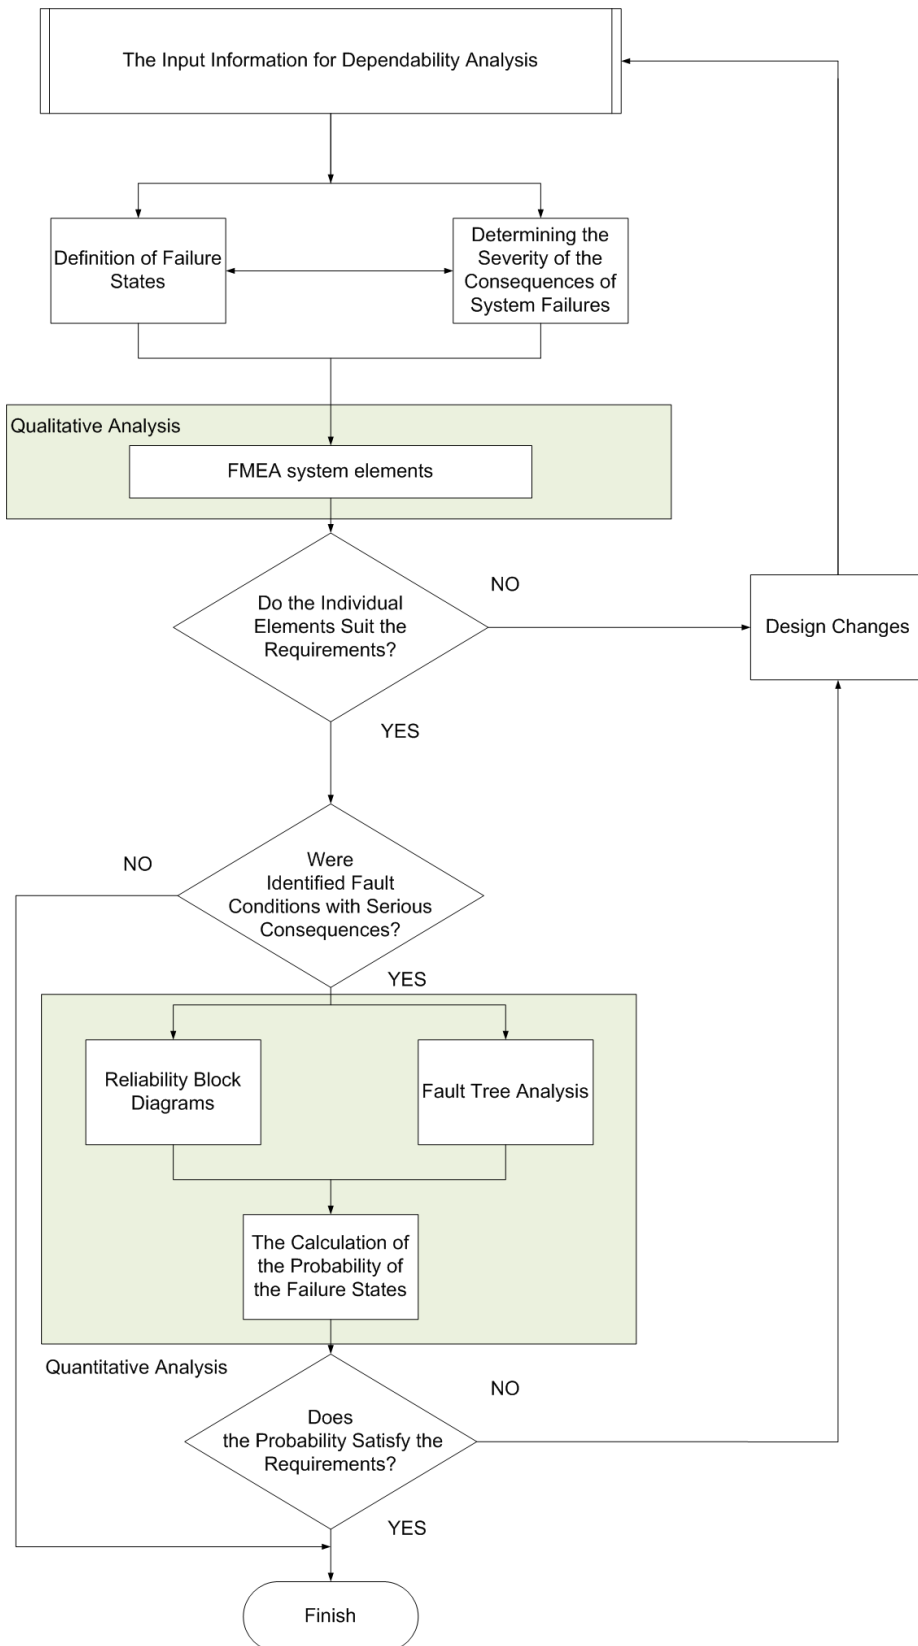 The Input Information for Dependability Analysis
Definition of Failure
States
Determining the
Severity of the
Consequences of
System Failures
Qualitative Analysis
FMEA system elements
Do the Individual
Elements Suit the
Requirements?
NO
Design Changes
YES
Were
Identified Fault
Conditions with Serious
Consequences?
NO
YES
Reliability Block
Diagrams
Fault Tree Analysis
The Calculation of
the Probability of
the Failure States
Quantitative Analysis
Does
the Probability Satisfy the
Requirements?
NO
YES
Finish